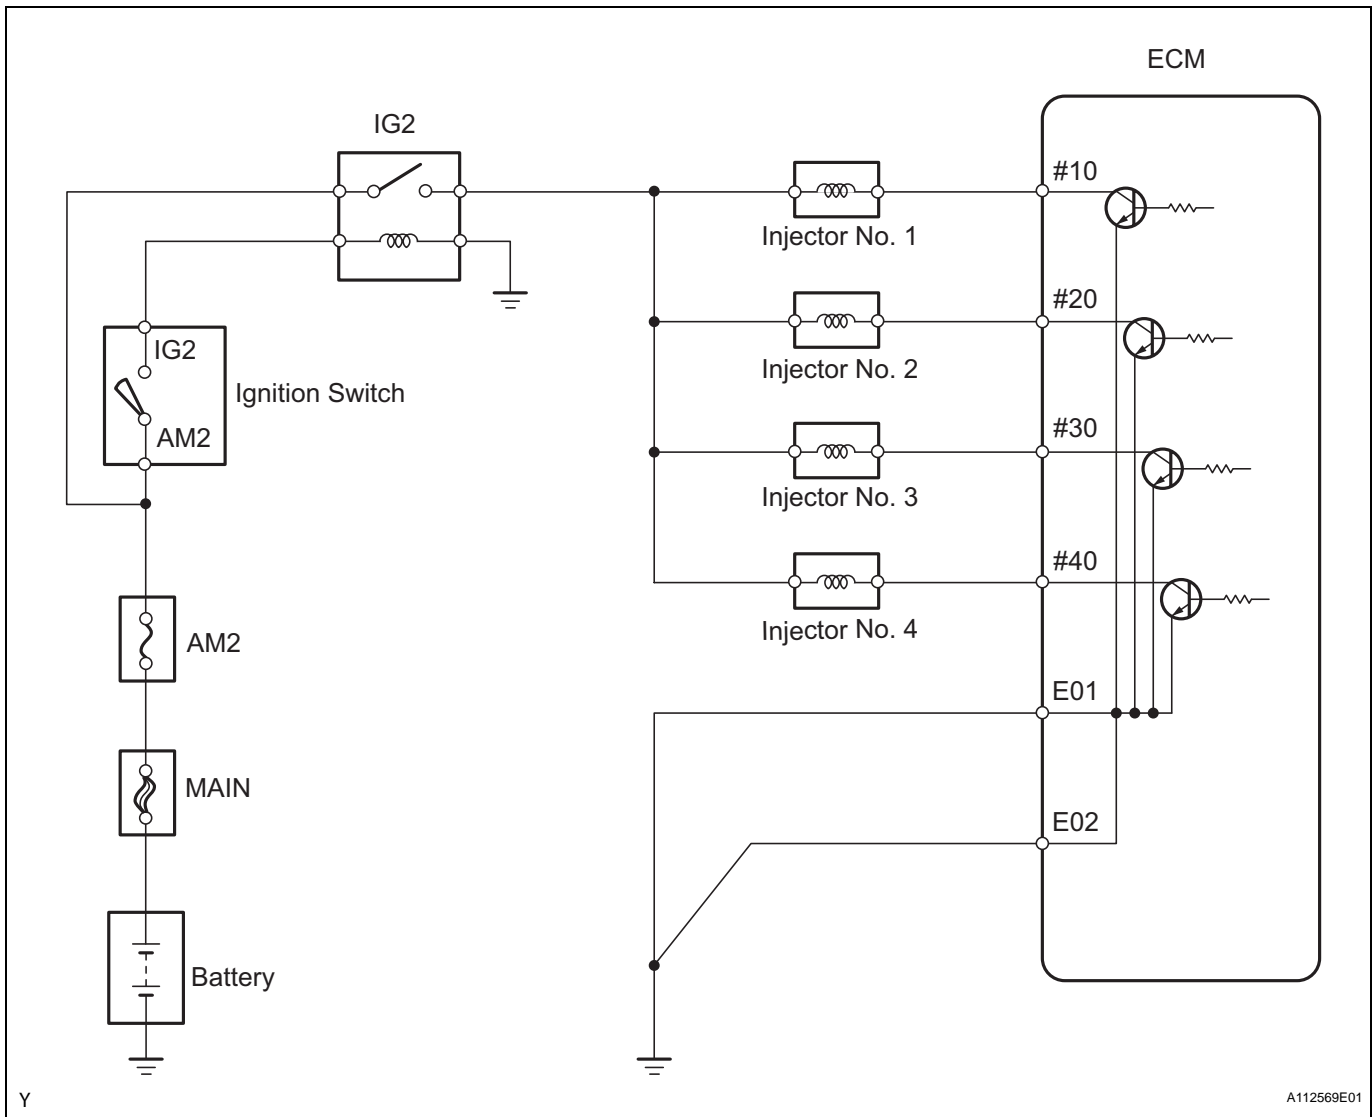 ECM
IG2
#10
Injector No. 1
#20
IG2
Injector No. 2
Ignition Switch
AM2
#30
Injector No. 3
#40
Injector No. 4
AM2
E01
MAIN
E02
Battery
Y
A112569E01